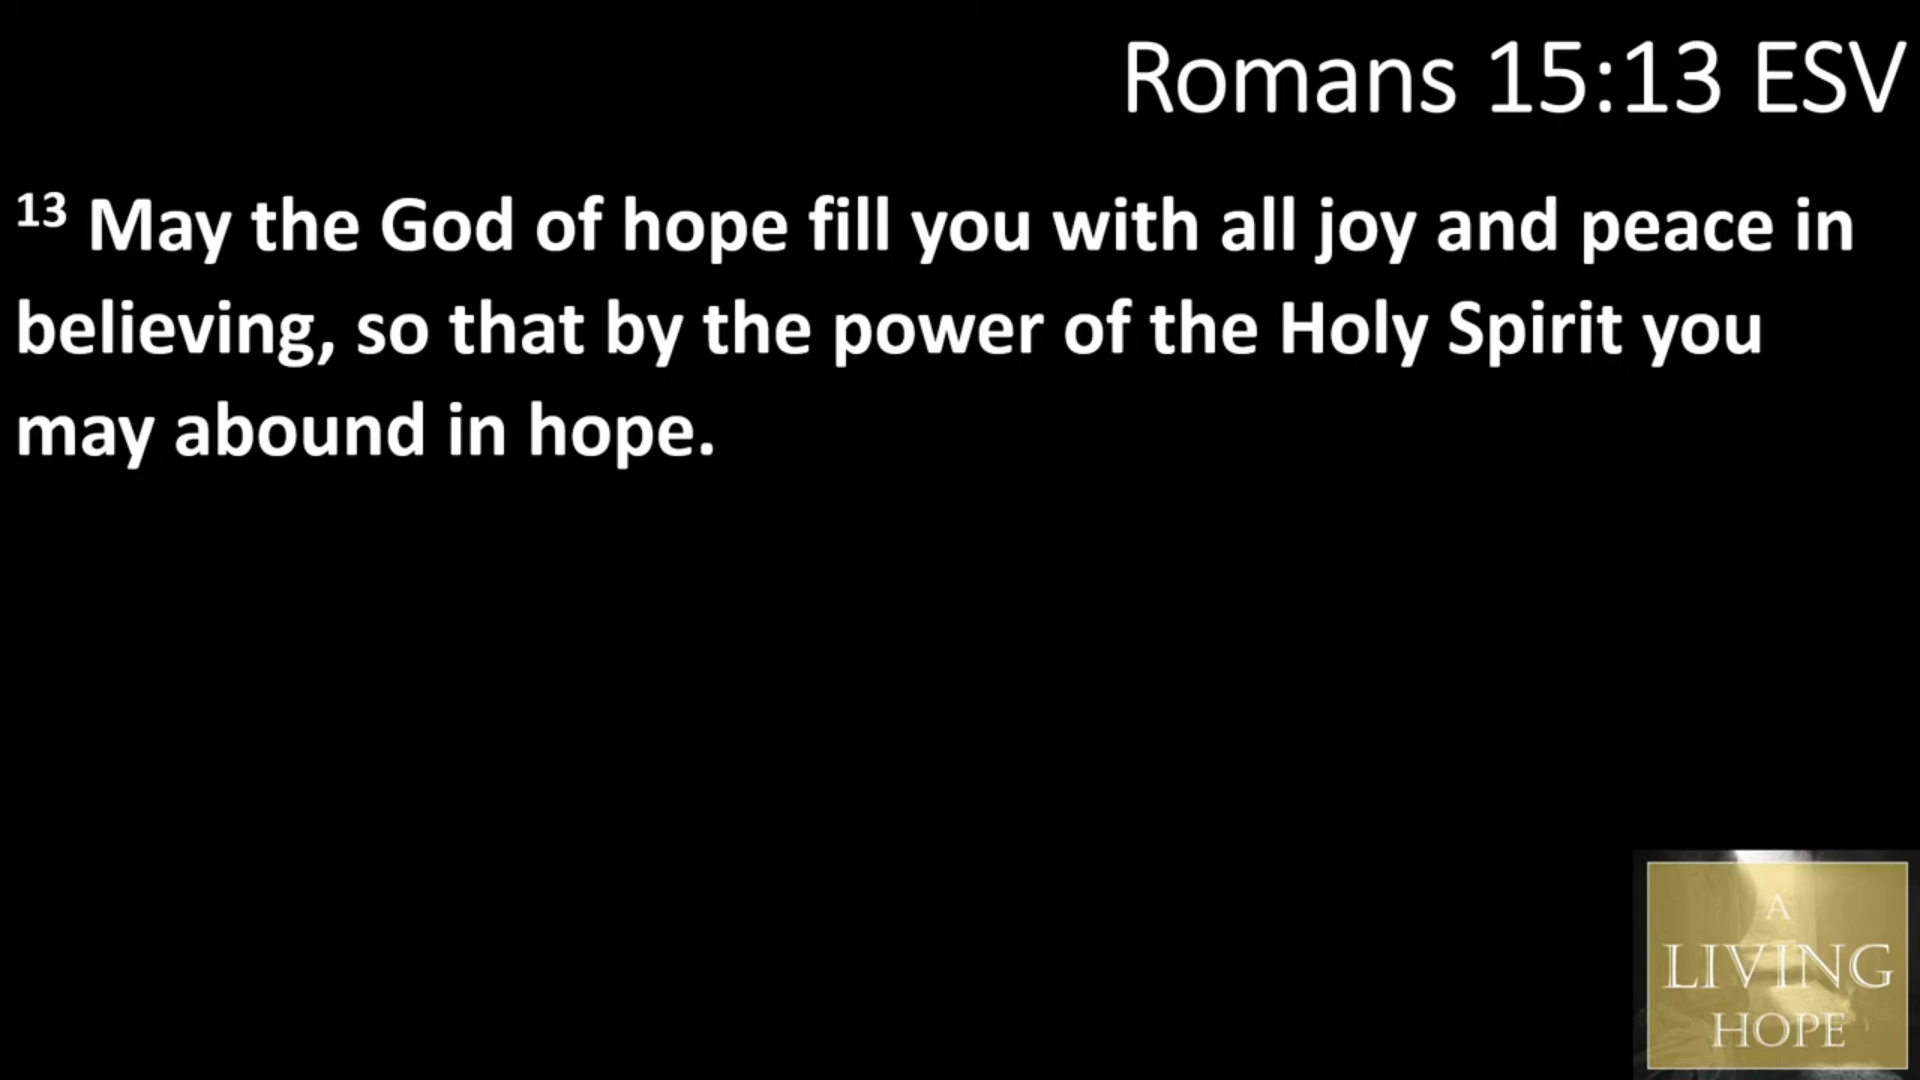 Romans 15:13 ESV
13 May the God of hope fill you with all joy and peace in
believing, so that by the power of the Holy Spirit you
may abound in hope.
A
LIVING
HOPE